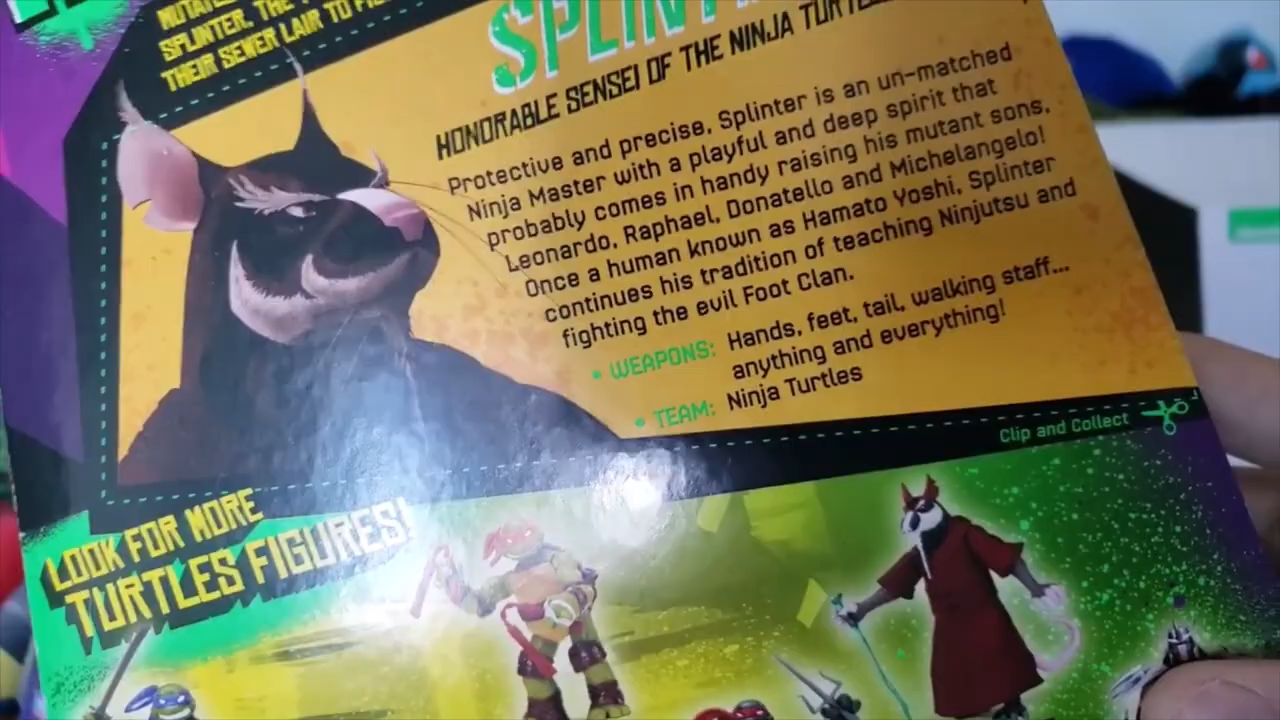 SPLINTER, THE
THEIR SEWER LAIR TO
HONORABLE SENSEI OF THE NINJA
Protective and precise, Splinter is an un-matched
Ninja Master with a playful and deep spirit that
probably comes in handy raising his mutant sons,
Leonardo, Raphael, Donatello and Michelangelo!
Once a human known as Hamato Yoshi, Splinter
continues his tradition of teaching Ninjutsu and
fighting the evil Foot Clan.
• WEAPONS: Hands, feet, tail, walking staff...
anything and everything!
• TEAM: Ninja Turtles
Clip and Collect
LOOK FOR MORE
TURTLES FIGURES!